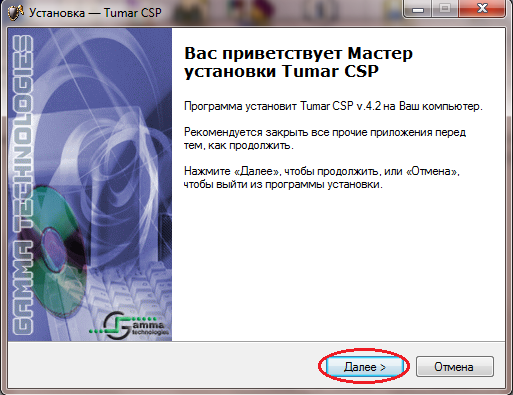 Установка — Tumar CSP
GAMMA TECHNOLOGIES
Вас приветствует Мастер
установки Tumar CSP
Программа установит Tumar CSP v.4.2 на Ваш компьютер.
Рекомендуется закрыть все прочие приложения перед
тем, как продолжить.
Нажмите «Далее», чтобы продолжить, или «Отмена»,
чтобы выйти из программы установки.
Gamma
technologies
Далее >
Отмена